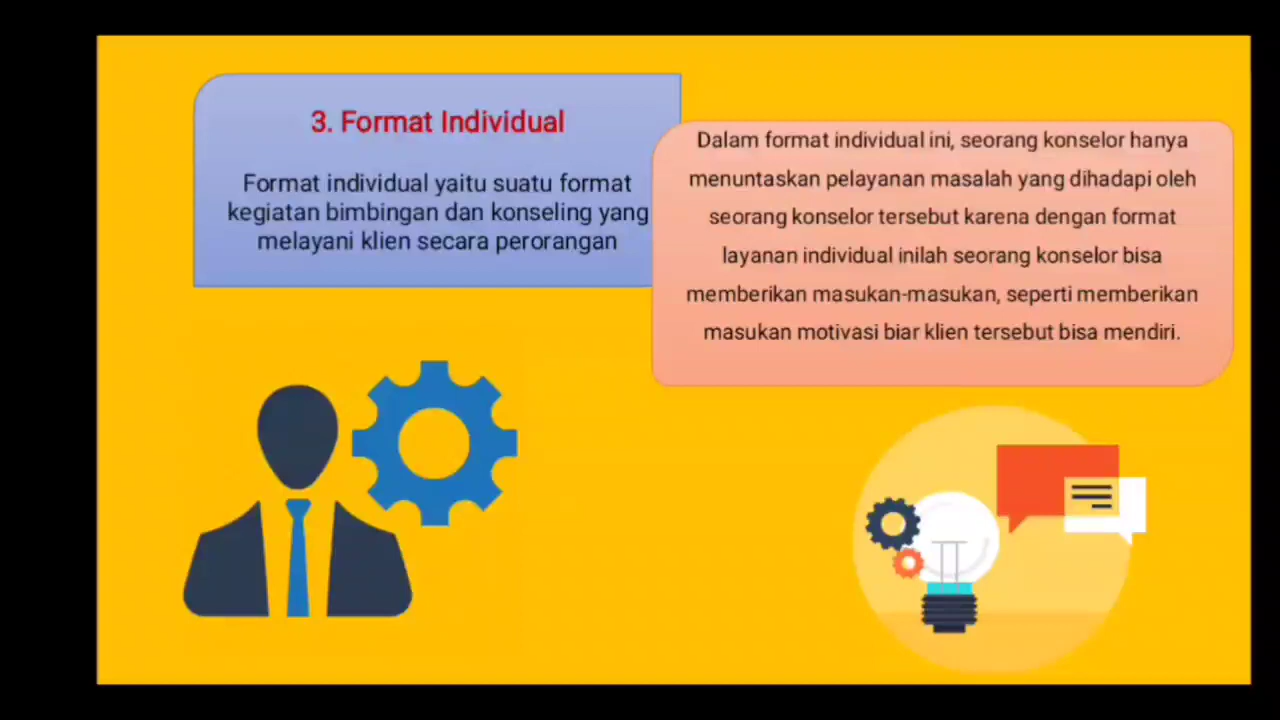 3. Format Individual
Format individual yaitu suatu format
kegiatan bimbingan dan konseling yang
melayani klien secara perorangan
Dalam format individual ini, seorang konselor hanya
menuntaskan pelayanan masalah yang dihadapi oleh
seorang konselor tersebut karena dengan format
layanan individual inilah seorang konselor bisa
memberikan masukan-masukan, seperti memberikan
masukan motivasi biar klien tersebut bisa mendiri.